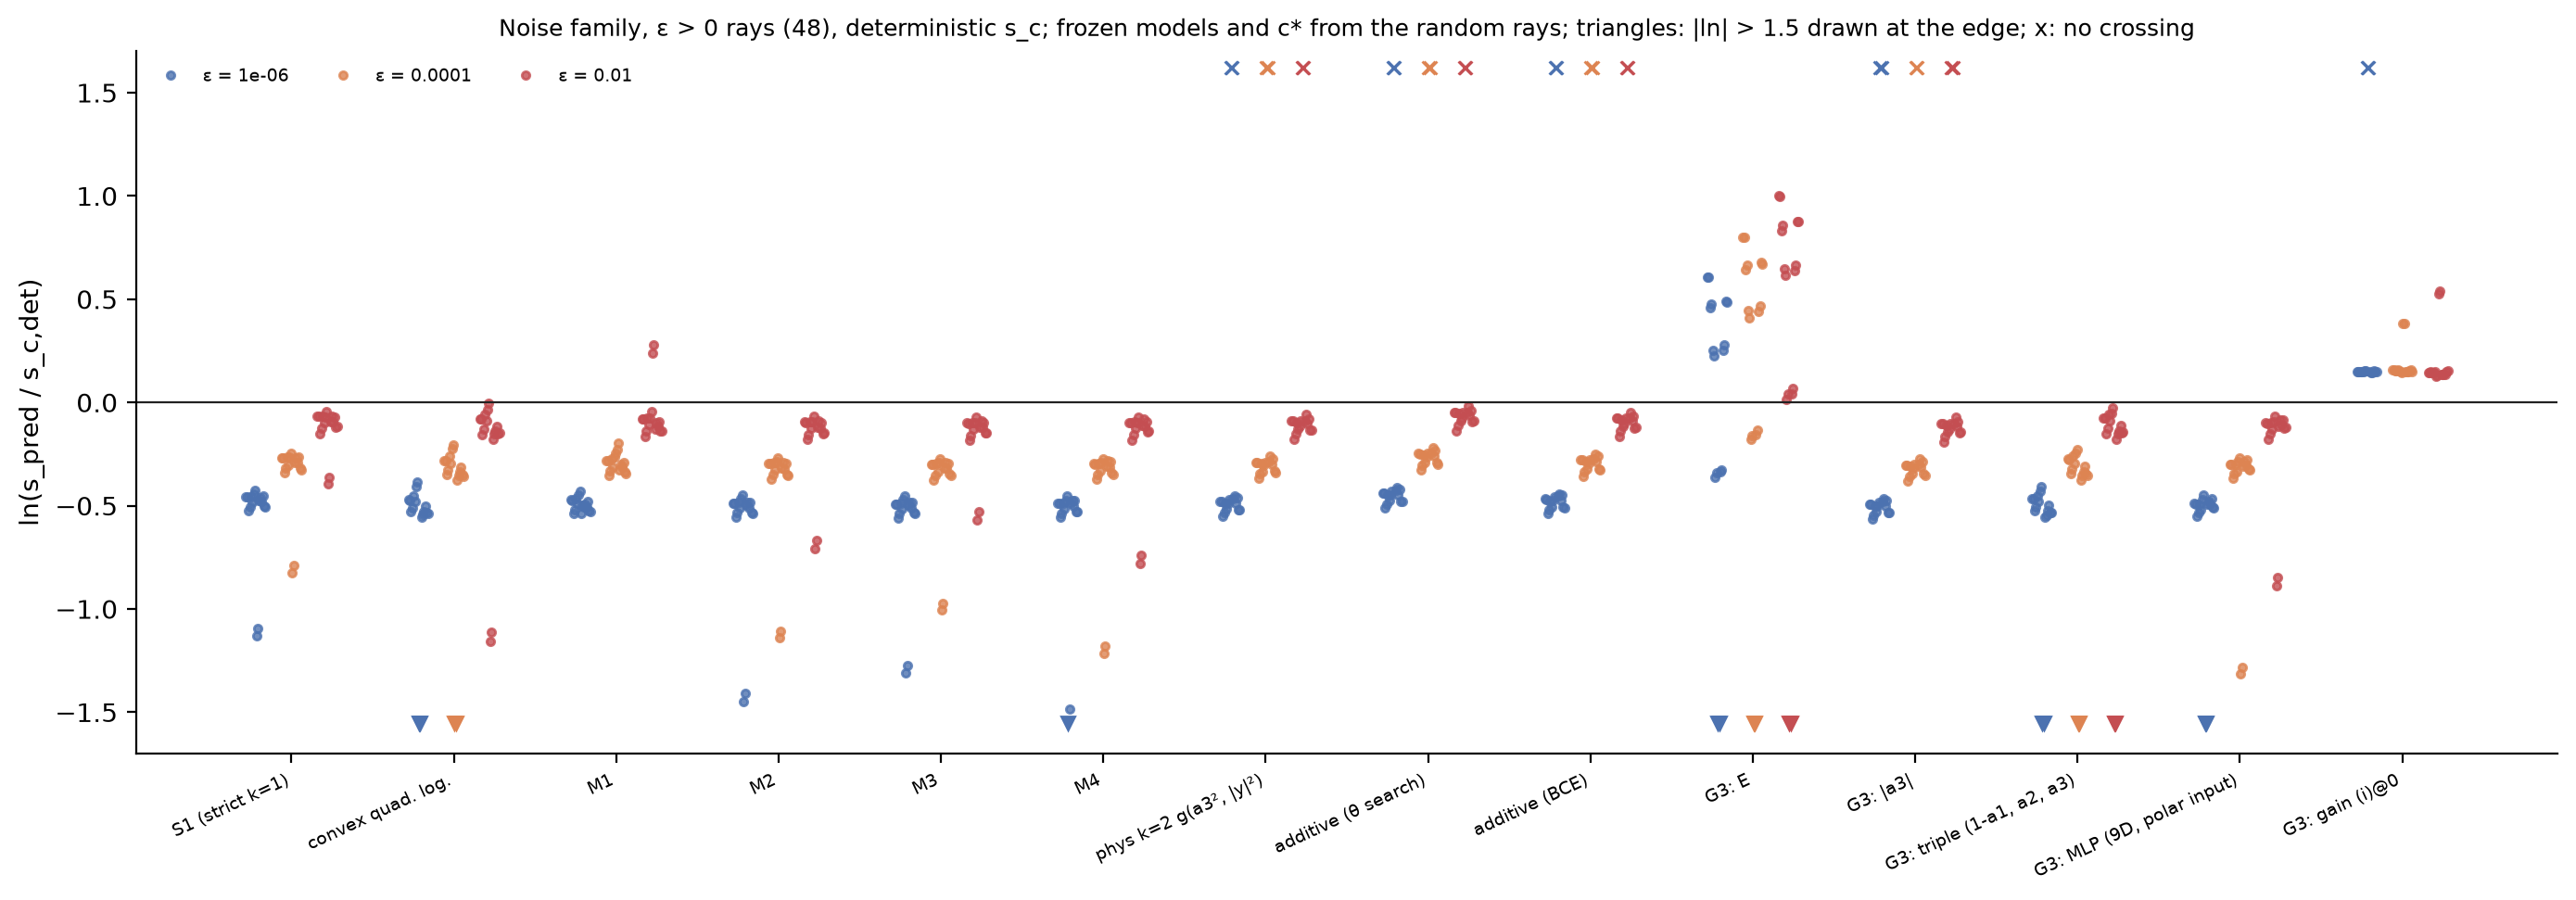 Noise family, ε > 0 rays (48), deterministic s_c; frozen models and c* from the random rays; triangles: |ln| > 1.5 drawn at the edge; x: no crossing
ε = 1e-06
ε = 0.0001
ε = 0.01
ln(s_pred / s_c,det)
1.5
1.0
0.5
0.0
−0.5
−1.0
−1.5
S1 (strict k=1)
convex quad. log.
M1
M2
M3
M4
phys k=2 g(a3², |y|²)
additive (θ search)
additive (BCE)
G3: E
G3: |a3|
G3: triple (1-a1, a2, a3)
G3: MLP (9D, polar input)
G3: gain (i)@0